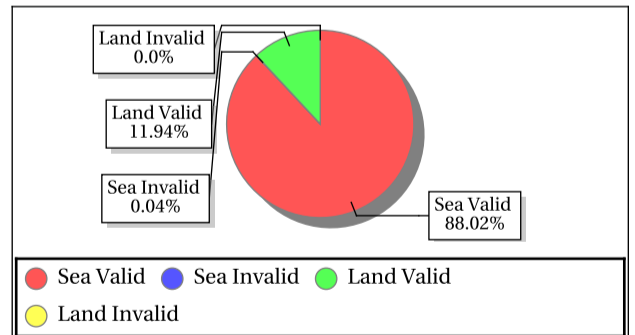 Land Invalid
0.0%
Land Valid
11.94%
Sea Invalid
0.04%
Sea Valid
88.02%
Sea Valid Sea Invalid Land Valid
Land Invalid